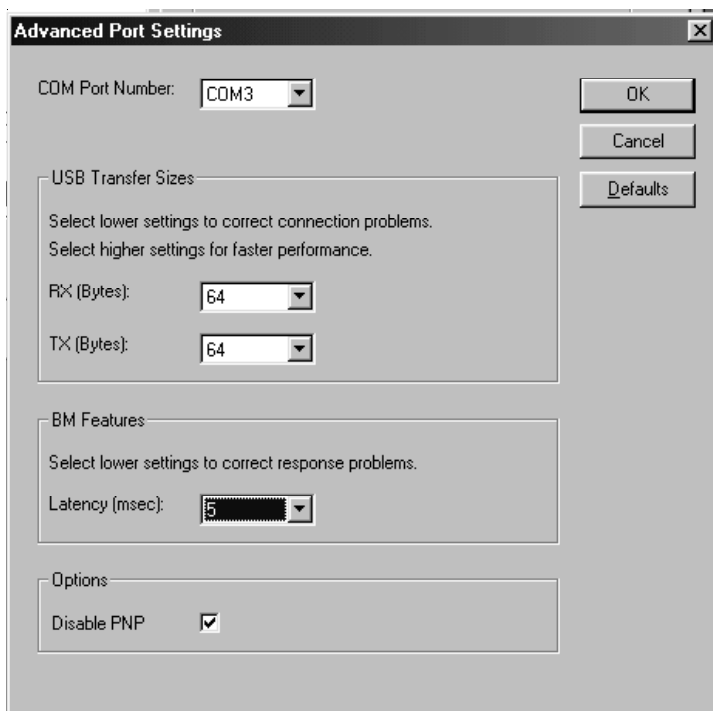 Advanced Port Settings
COM Port Number: COM3
OK
Cancel
Defaults
USB Transfer Sizes
Select lower settings to correct connection problems.
Select higher settings for faster performance.
RX (Bytes): 64
TX (Bytes): 64
BM Features
Select lower settings to correct response problems.
Latency (msec): 5
Options
Disable PNP